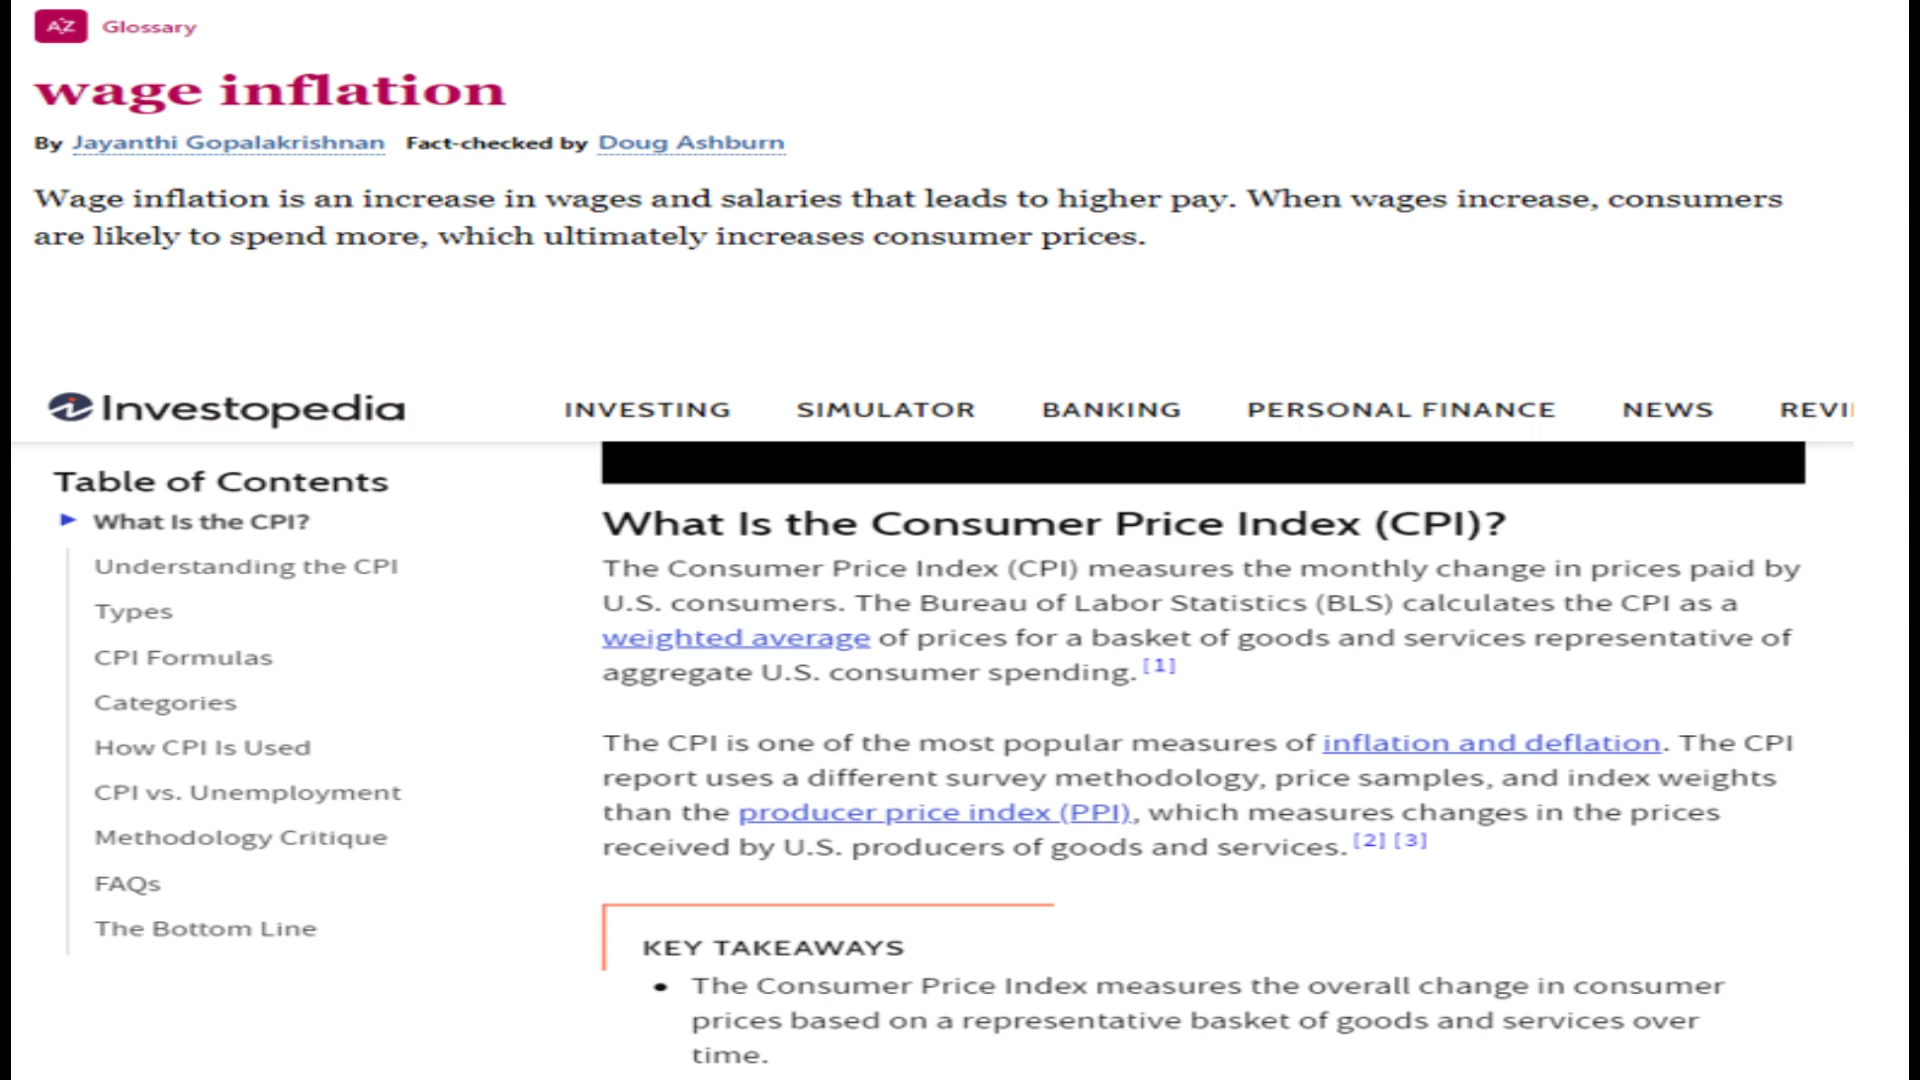 AZ Glossary
wage inflation
By Jayanthi Gopalakrishnan Fact-checked by Doug Ashburn
Wage inflation is an increase in wages and salaries that leads to higher pay. When wages increase, consumers
are likely to spend more, which ultimately increases consumer prices.
Investopedia INVESTING SIMULATOR BANKING PERSONAL FINANCE NEWS REVI
Table of Contents
What Is the CPI?
Understanding the CPI
Types
CPI Formulas
Categories
How CPI Is Used
CPI vs. Unemployment
Methodology Critique
FAQs
The Bottom Line
What Is the Consumer Price Index (CPI)?
The Consumer Price Index (CPI) measures the monthly change in prices paid by
U.S. consumers. The Bureau of Labor Statistics (BLS) calculates the CPI as a
weighted average of prices for a basket of goods and services representative of
aggregate U.S. consumer spending. [1]
The CPI is one of the most popular measures of inflation and deflation. The CPI
report uses a different survey methodology, price samples, and index weights
than the producer price index (PPI), which measures changes in the prices
received by U.S. producers of goods and services. [2] [3]
KEY TAKEAWAYS
• The Consumer Price Index measures the overall change in consumer
prices based on a representative basket of goods and services over
time.